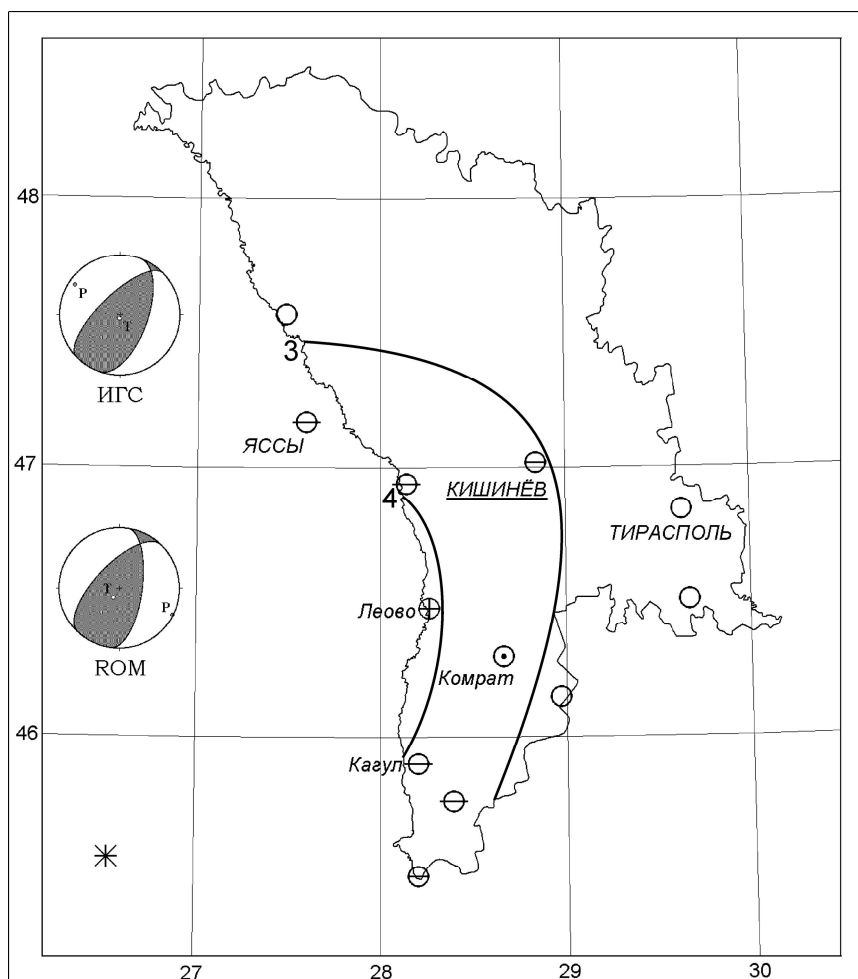 48
P
T
ИГС
3
ЯССЫ
47
4
КИШИНЁВ
ТИРАСПОЛЬ
T
P
ROM
Леово
Комрат
46
Кагул
27
28
29
30